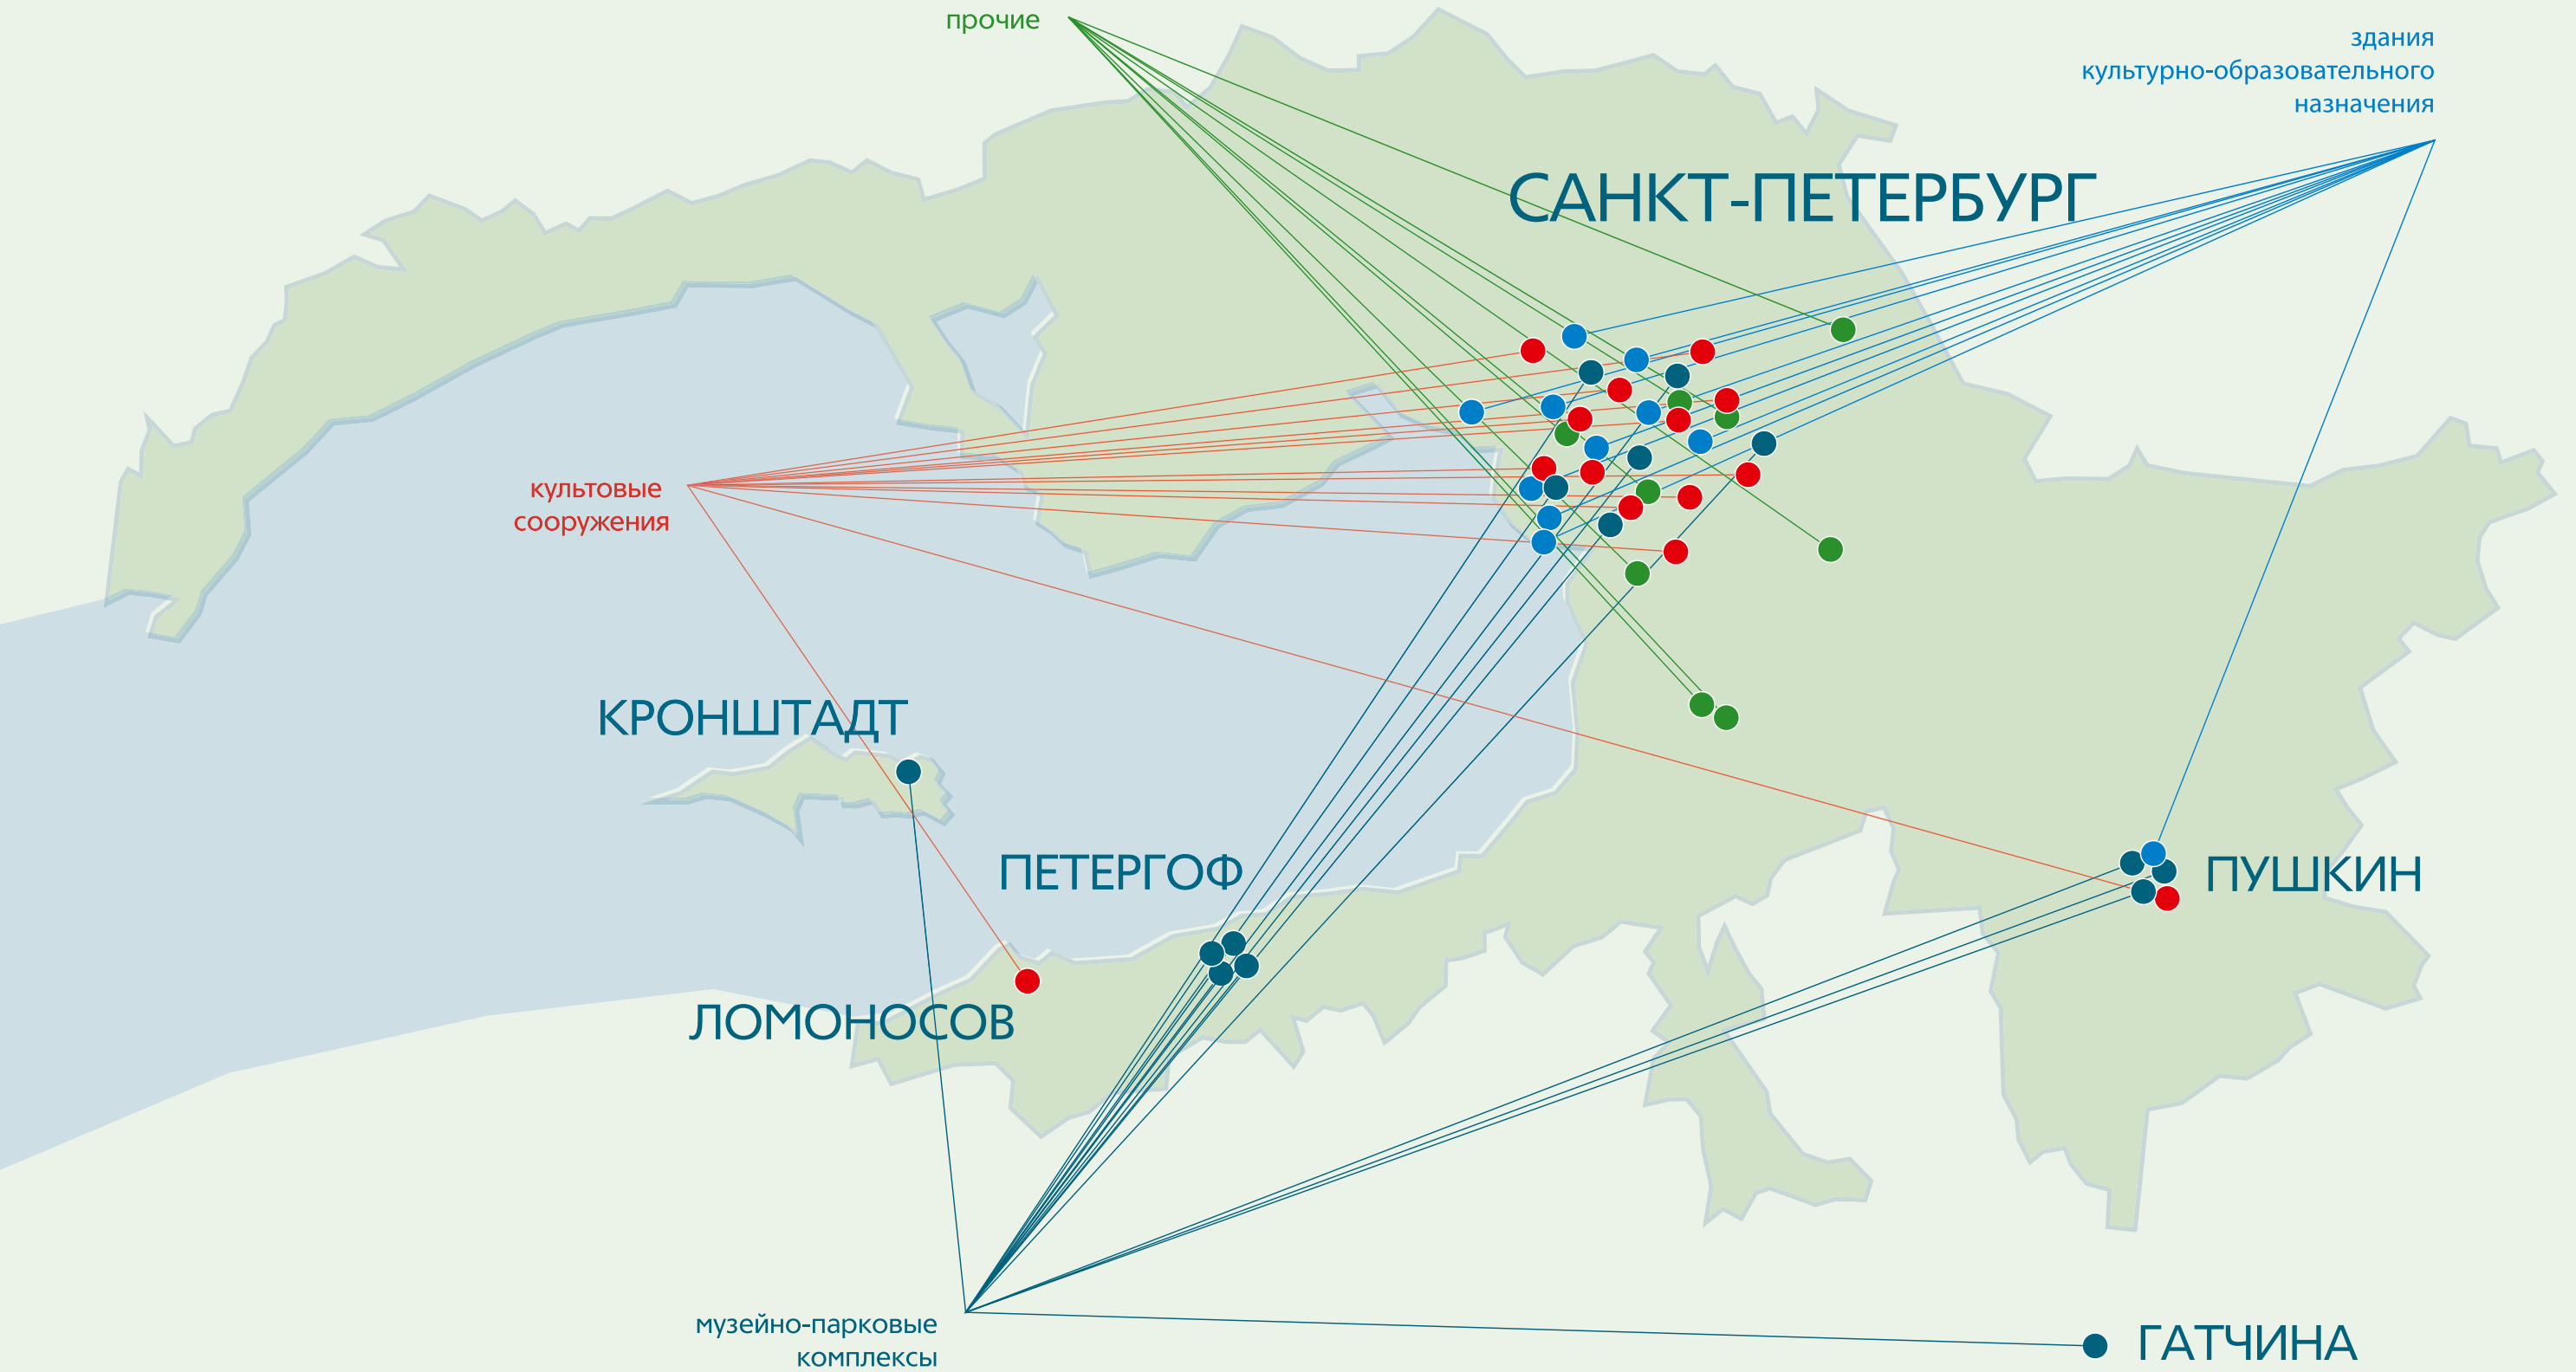 прочие
здания
культурно-образовательного
назначения
САНКТ-ПЕТЕРБУРГ
культовые
сооружения
КРОНШТАДТ
ПЕТЕРГОФ
ПУШКИН
ЛОМОНОСОВ
музейно-парковые
комплексы
ГАТЧИНА